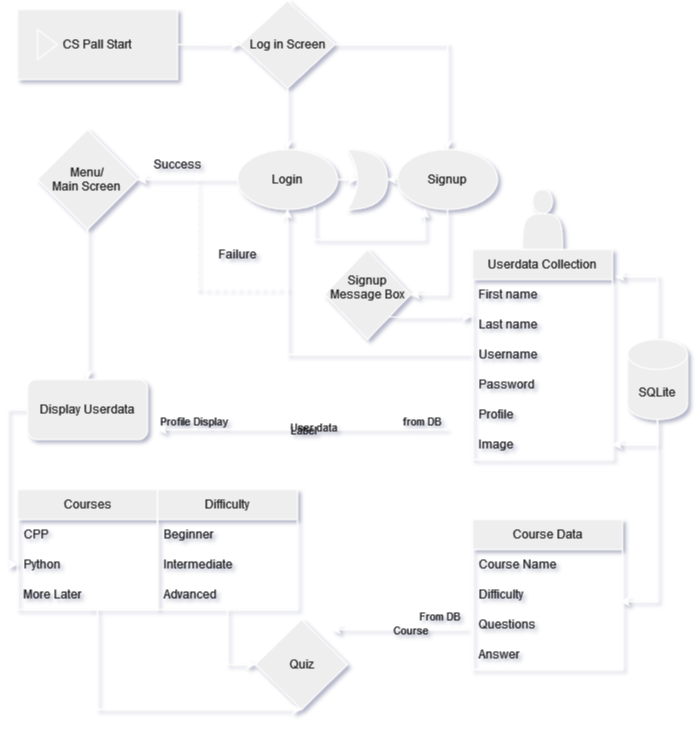 CS Pall Start
Log in Screen
Success
Menu/
Main Screen
Login
Signup
Failure
Signup
Message Box
Userdata Collection
First name
Last name
Username
Password
Profile
Image
SQLite
Display Userdata
Profile Display
Userdata
Label
from DB
Courses
Difficulty
CPP
Beginner
Python
Intermediate
More Later
Advanced
Course Data
Course Name
Difficulty
Questions
Answer
From DB
Course
Quiz